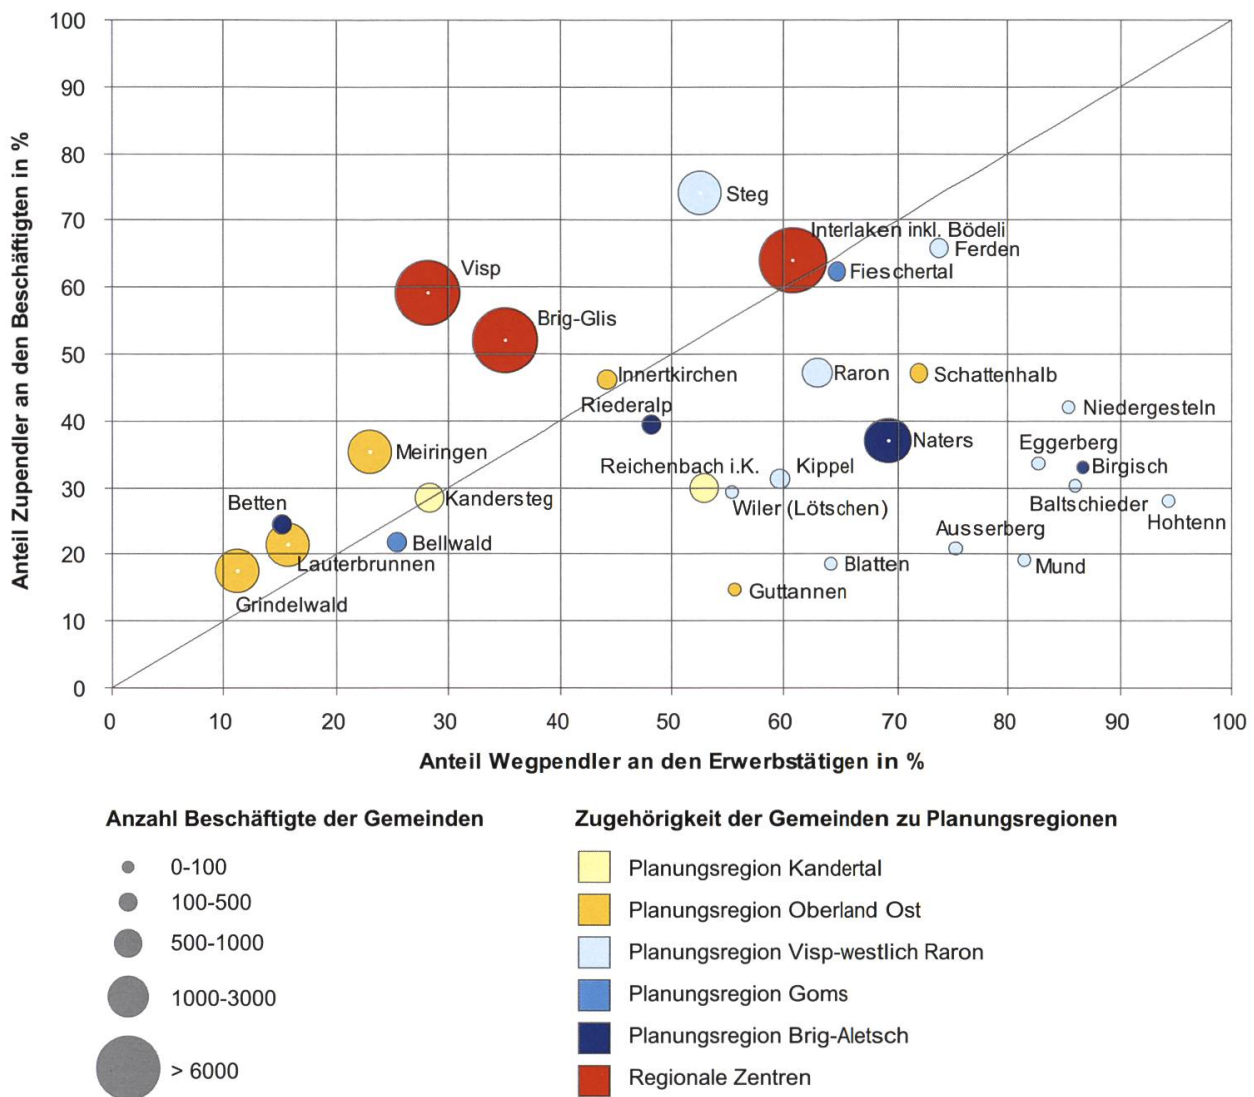 100
90
80
70
60
50
40
30
20
10
0
Anteil Zupendler an den Beschäftigten in %
Steg
Interlaken inkl. Bödeli
Ferden
Visp
Fieschertal
Brig-Glis
Innertkirchen
Raron
Schattenhalb
Riederalp
Niedergesteln
Meiringen
Naters
Eggerberg
Reichenbach i.K.
Kippel
Birgisch
Betten
Kandersteg
Wiler (Lötschen)
Baltschieder
Hohtenn
Bellwald
Ausserberg
Lauterbrunnen
Blatten
Mund
Grindelwald
Guttannen
0 10 20 30 40 50 60 70 80 90 100
Anteil Wegpendler an den Erwerbstätigen in %
Anzahl Beschäftigte der Gemeinden
0-100
100-500
500-1000
1000-3000
> 6000
Zugehörigkeit der Gemeinden zu Planungsregionen
Planungsregion Kandertal
Planungsregion Oberland Ost
Planungsregion Visp-westlich Raron
Planungsregion Goms
Planungsregion Brig-Aletsch
Regionale Zentren